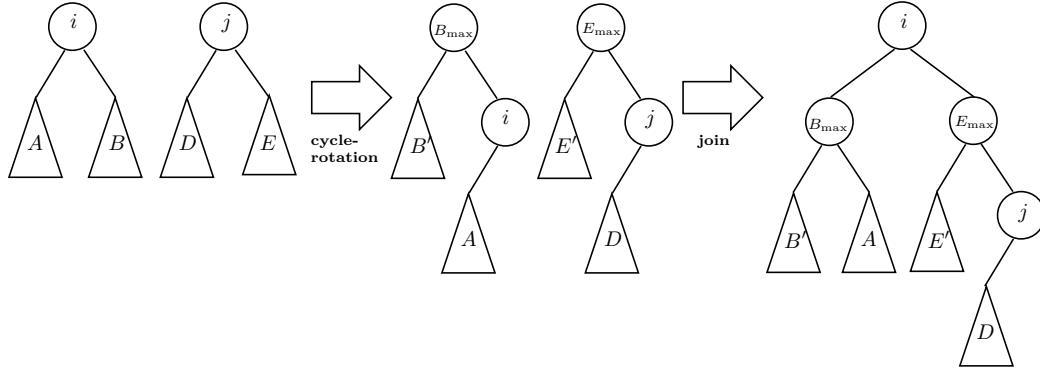 i j B_max E_max i
A B D E B′ i E′ j B_max E_max
cycle-
rotation
join
A D B′ A E′ j
D